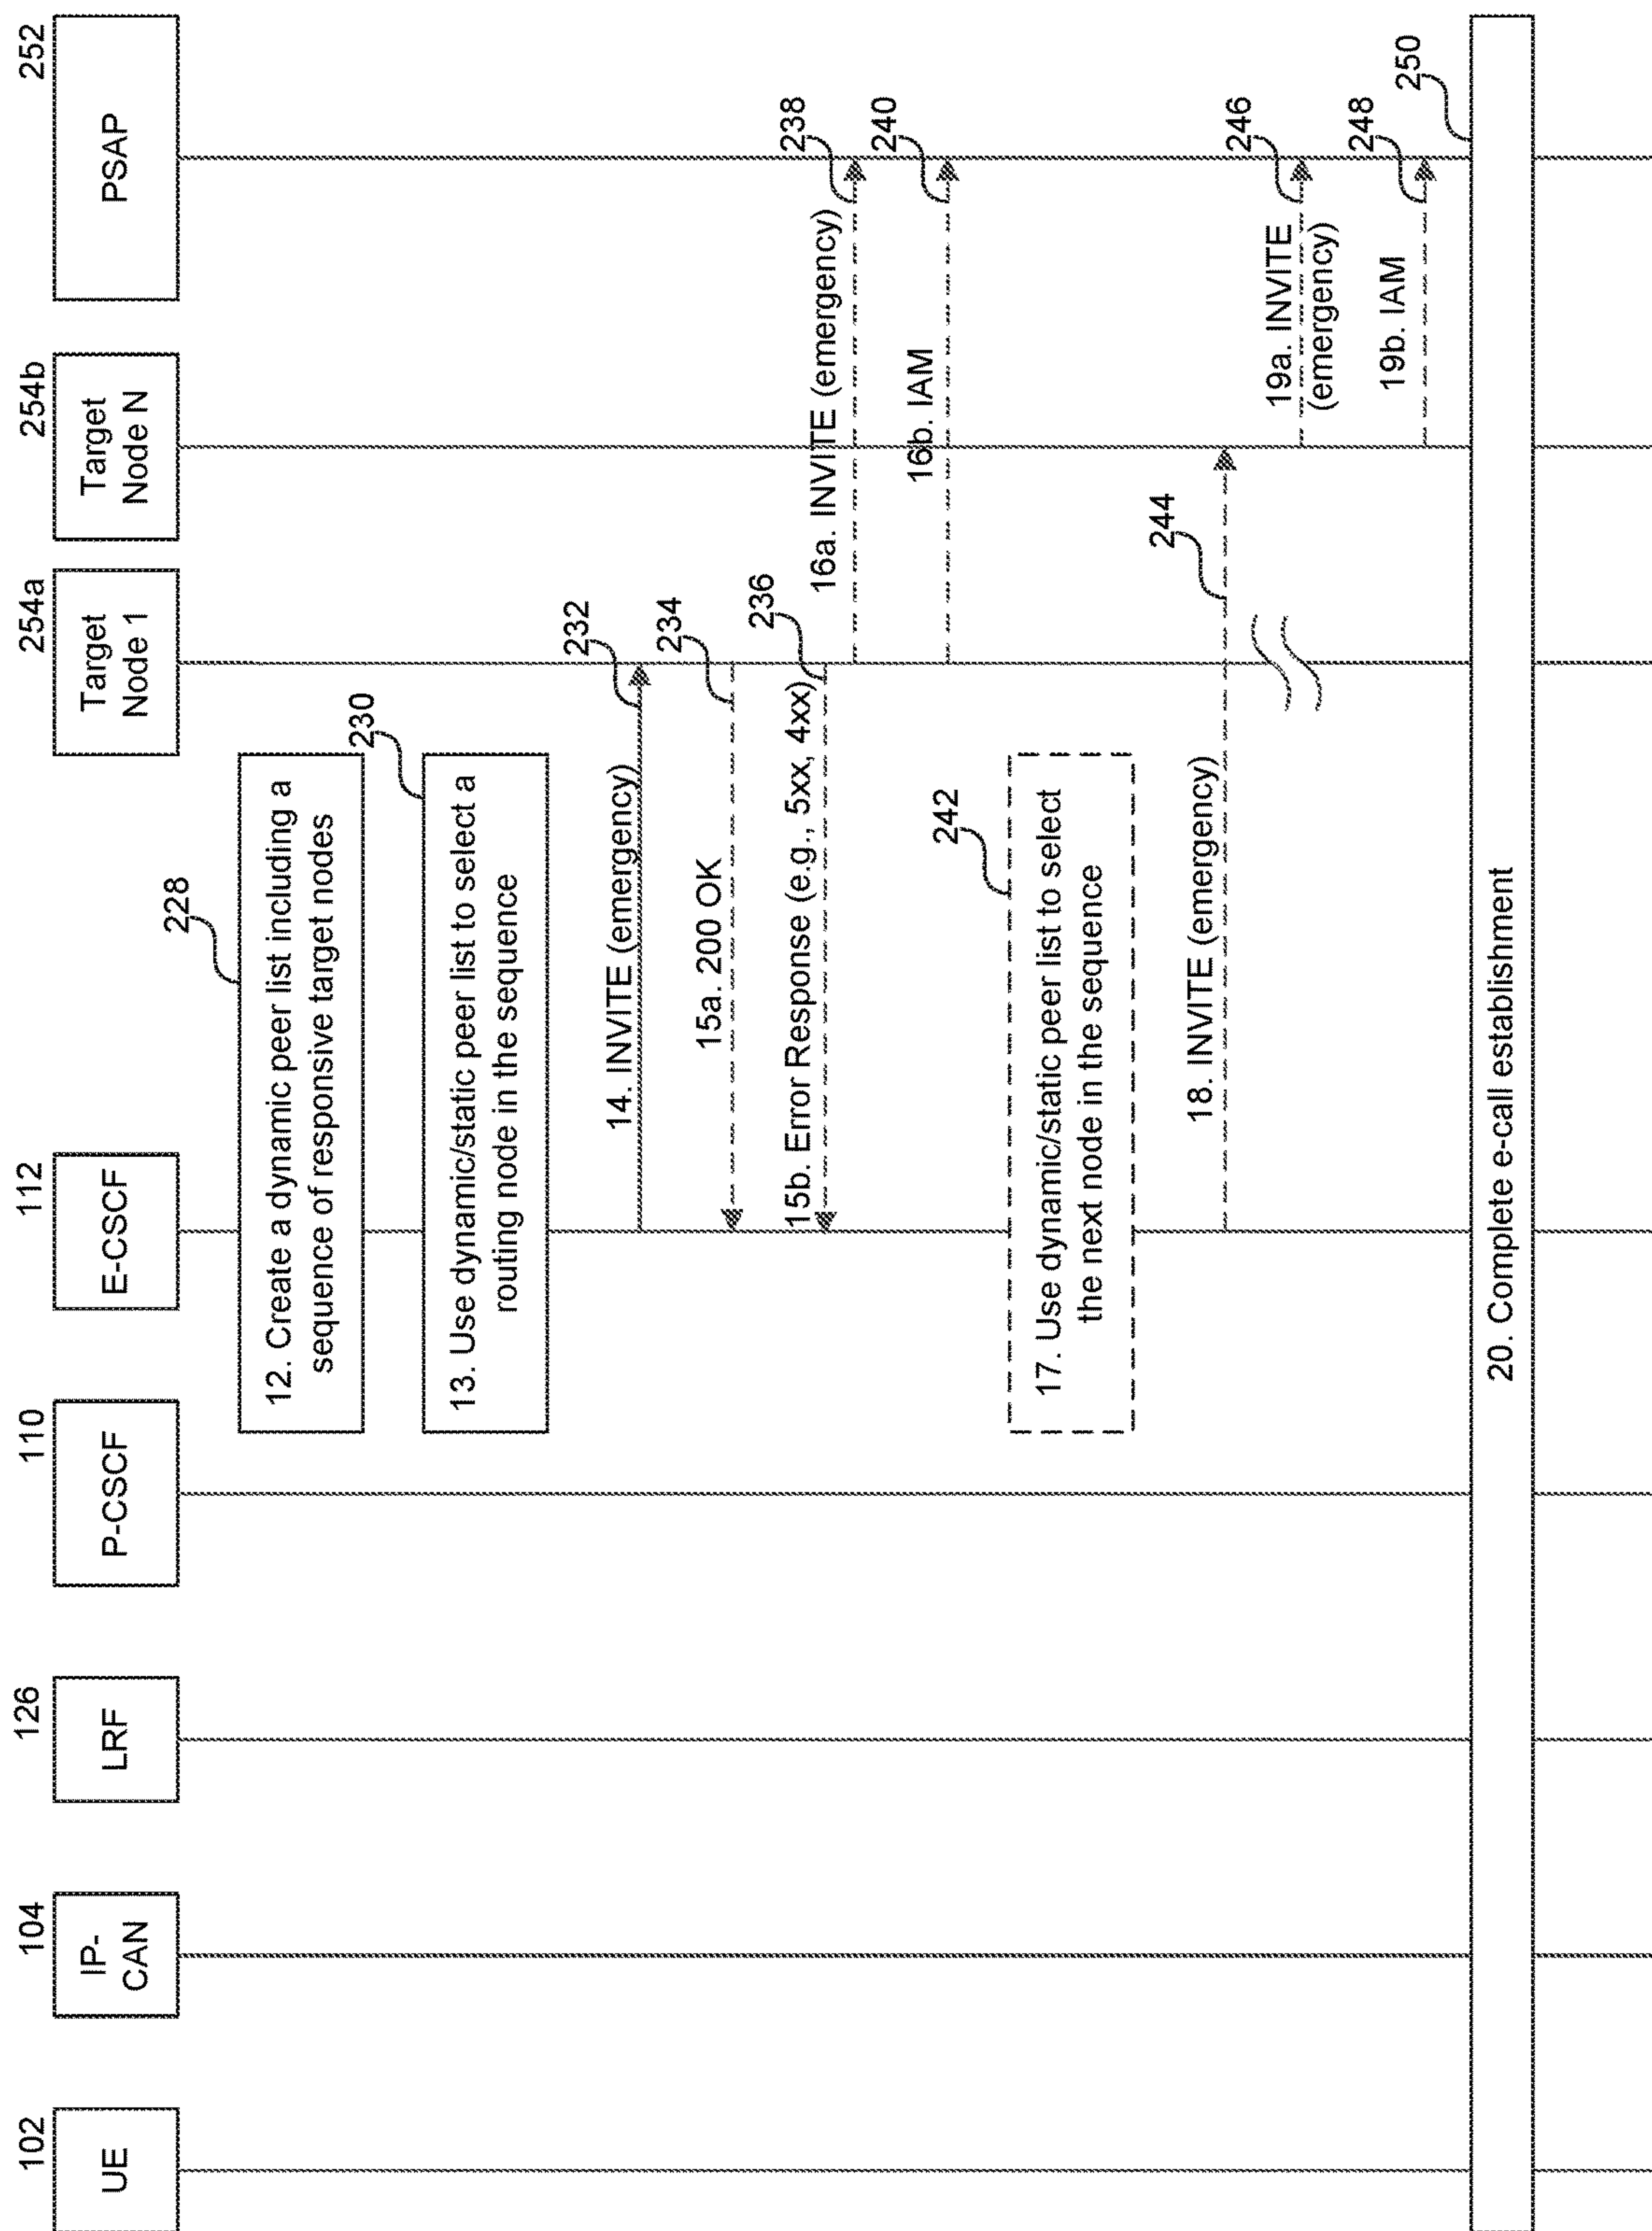 102
UE
104
IP-
CAN
126
LRF
110
P-CSCF
112
E-CSCF
254a
Target
Node 1
254b
Target
Node N
252
PSAP
228
12. Create a dynamic peer list including a
sequence of responsive target nodes
230
13. Use dynamic/static peer list to select a
routing node in the sequence
232
14. INVITE (emergency)
234
15a. 200 OK
236
15b. Error Response (e.g., 5xx, 4xx)
238
16a. INVITE (emergency)
240
16b. IAM
242
17. Use dynamic/static peer list to select
the next node in the sequence
244
18. INVITE (emergency)
246
19a. INVITE
(emergency)
248
19b. IAM
250
20. Complete e-call establishment